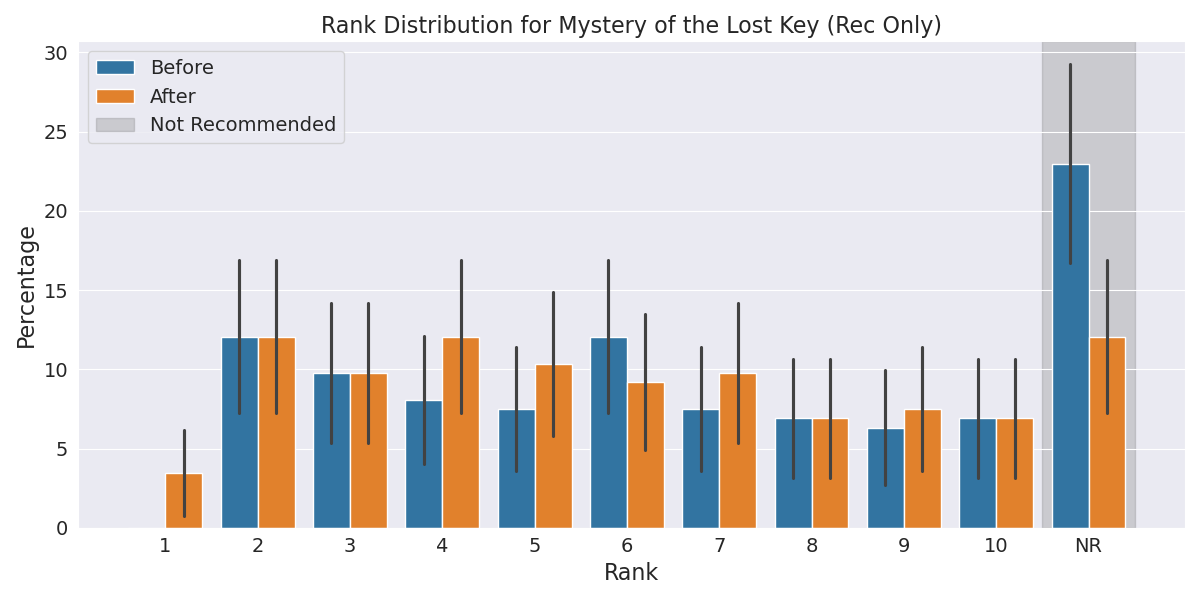 Rank Distribution for Mystery of the Lost Key (Rec Only)
Before
After
Not Recommended
Percentage
30
25
20
15
10
5
0
1 2 3 4 5 6 7 8 9 10 NR
Rank